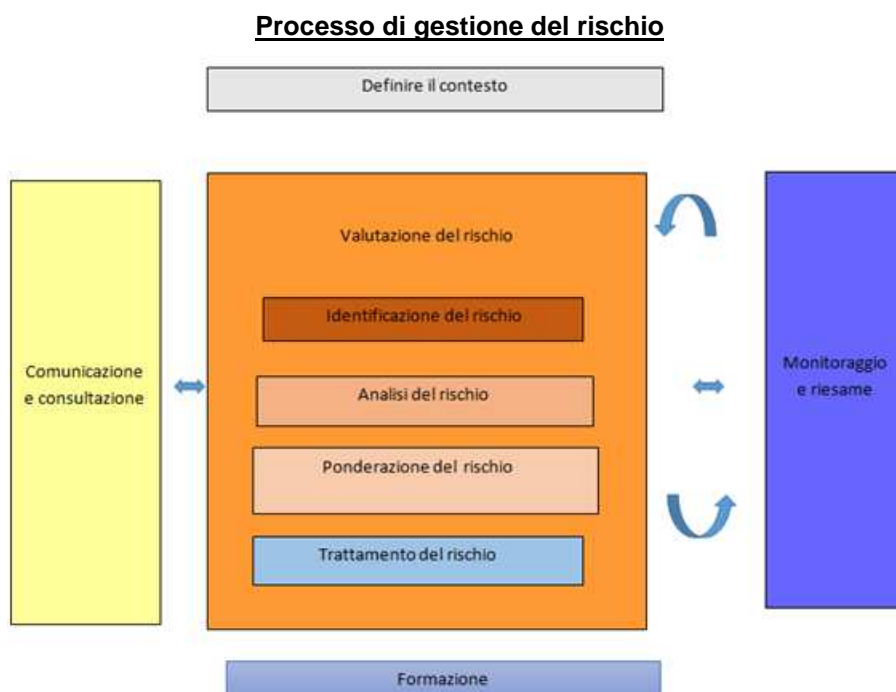 Processo di gestione del rischio
Definire il contesto
Valutazione del rischio
Identificazione del rischio
Comunicazione
e consultazione
Analisi del rischio
Monitoraggio
e riesame
Ponderazione del rischio
Trattamento del rischio
Formazione